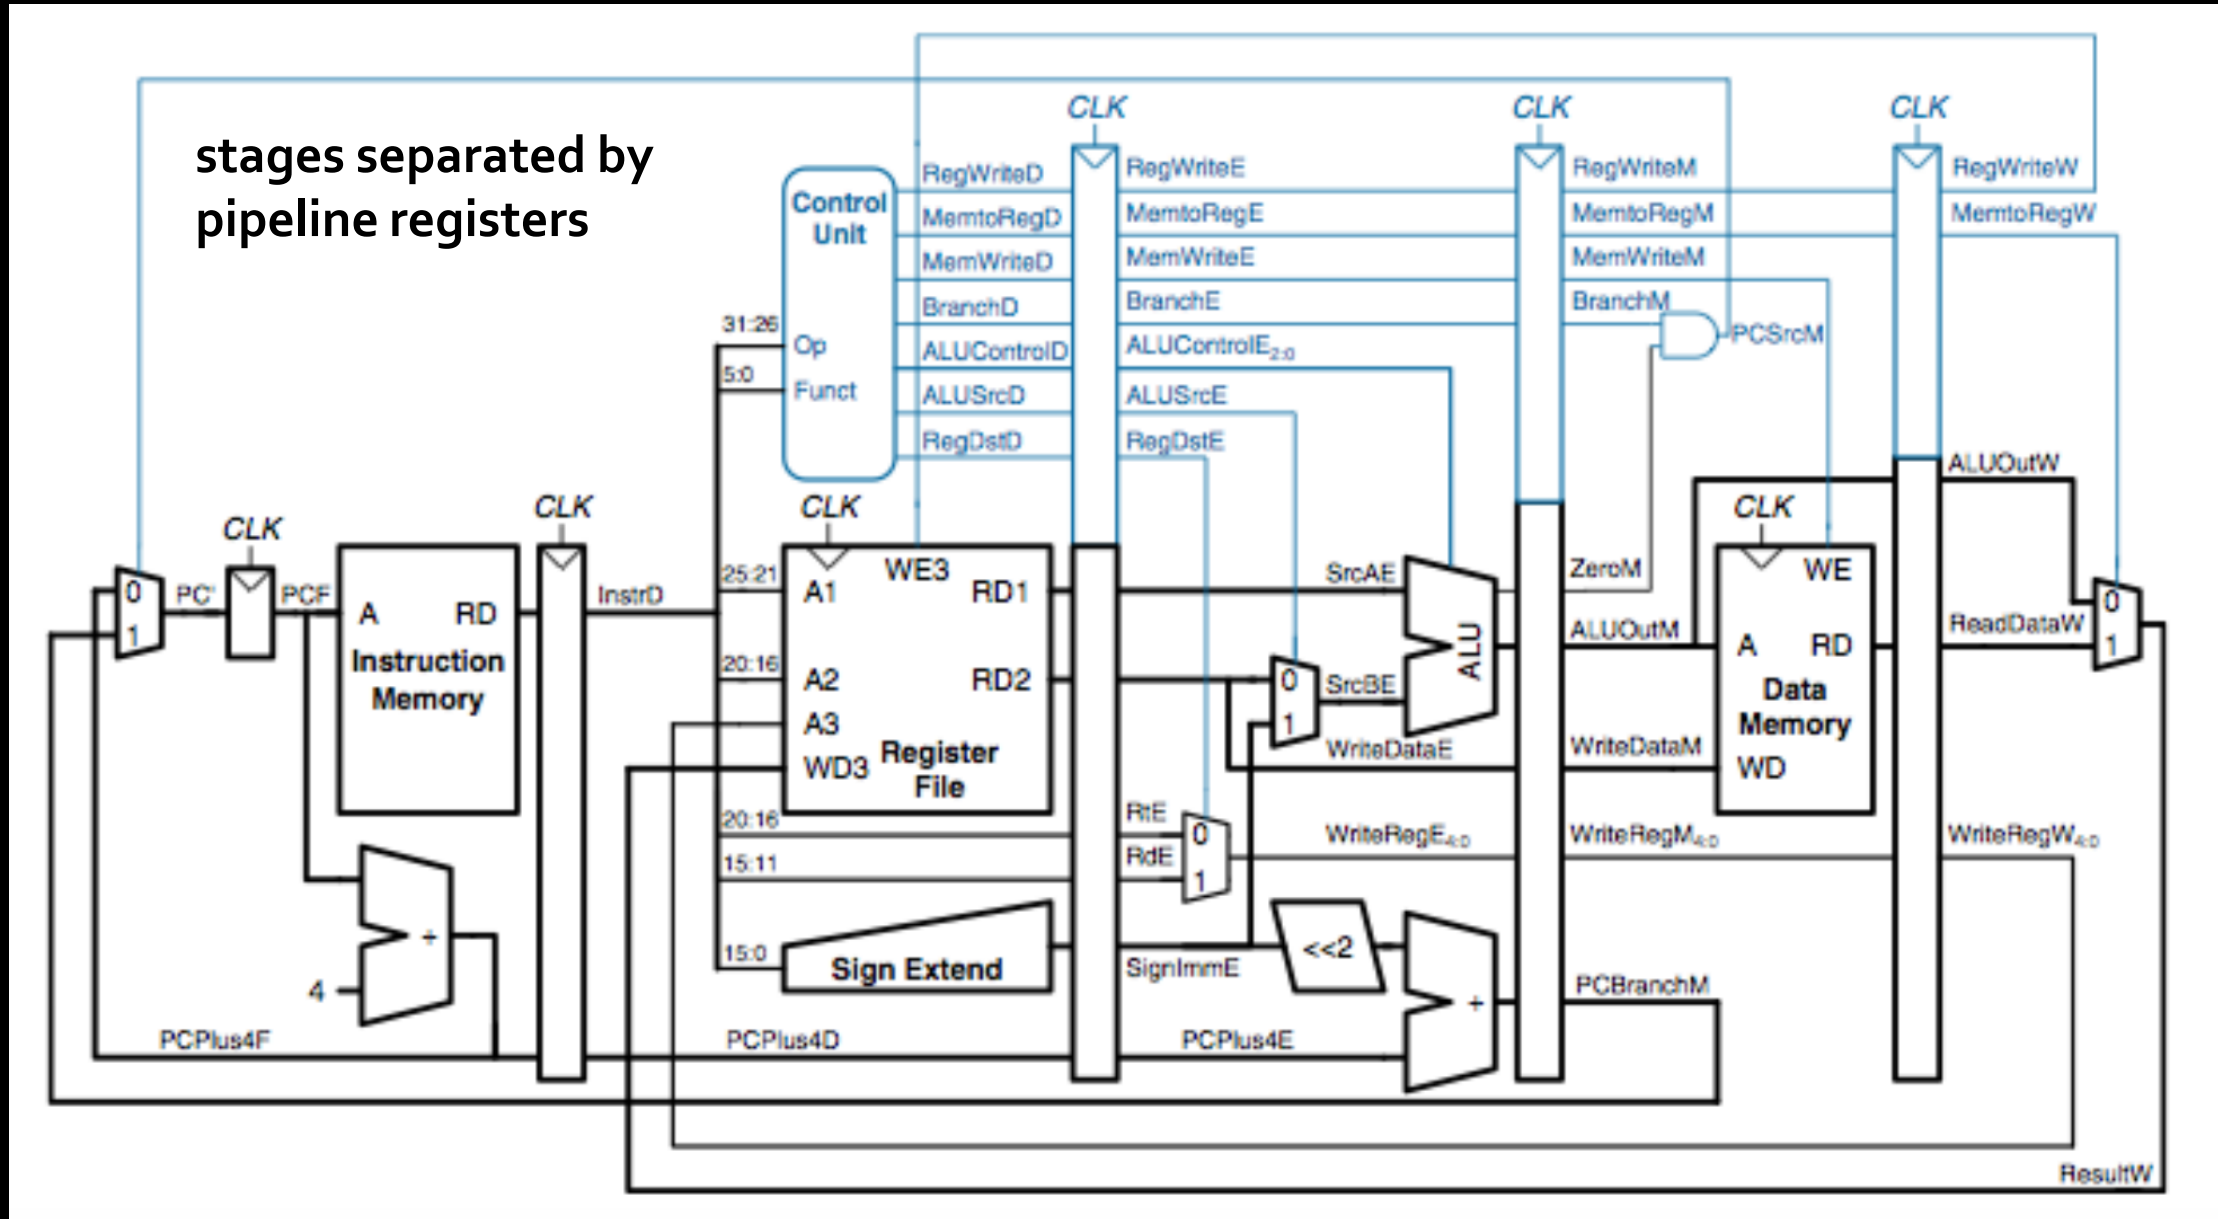 stages separated by
pipeline registers
CLK
CLK
CLK
RegWriteD
RegWriteE
RegWriteM
RegWriteW
Control
Unit
MemtoRegD
MemtoRegE
MemtoRegM
MemtoRegW
MemWriteD
MemWriteE
MemWriteM
BranchD
BranchE
BranchM
31:26
Op
ALUControlD
ALUControlE2:0
PCSrcM
5:0
Funct
ALUSrcD
ALUSrcE
RegDstD
RegDstE
ALUOutW
CLK
CLK
CLK
CLK
0
1
PC'
PCF
A
RD
Instruction
Memory
InstrD
25:21
A1
WE3
RD1
20:16
A2
RD2
A3
WD3
Register
File
SrcAE
0
1
SrcBE
ALU
ZeroM
ALUOutM
WE
A
RD
Data
Memory
WD
ReadDataW
0
1
WriteDataE
WriteDataM
20:16
RtE
0
15:11
RdE
1
WriteRegE4:0
WriteRegM4:0
WriteRegW4:0
+
4
15:0
Sign Extend
SignImmE
<<2
+
PCBranchM
PCPlus4F
PCPlus4D
PCPlus4E
ResultW